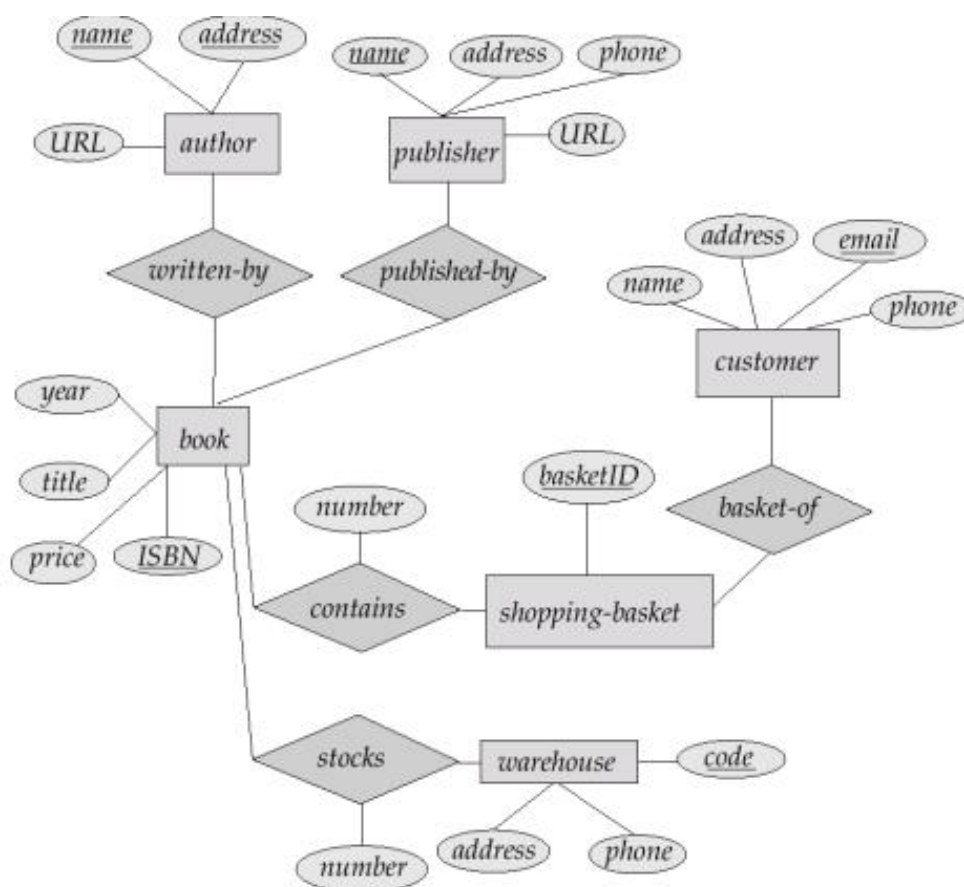 name
address
name
address
phone
URL
author
publisher
URL
written-by
published-by
address
email
name
phone
customer
year
book
title
price
ISBN
number
basketID
basket-of
contains
shopping-basket
stocks
warehouse
code
number
address
phone